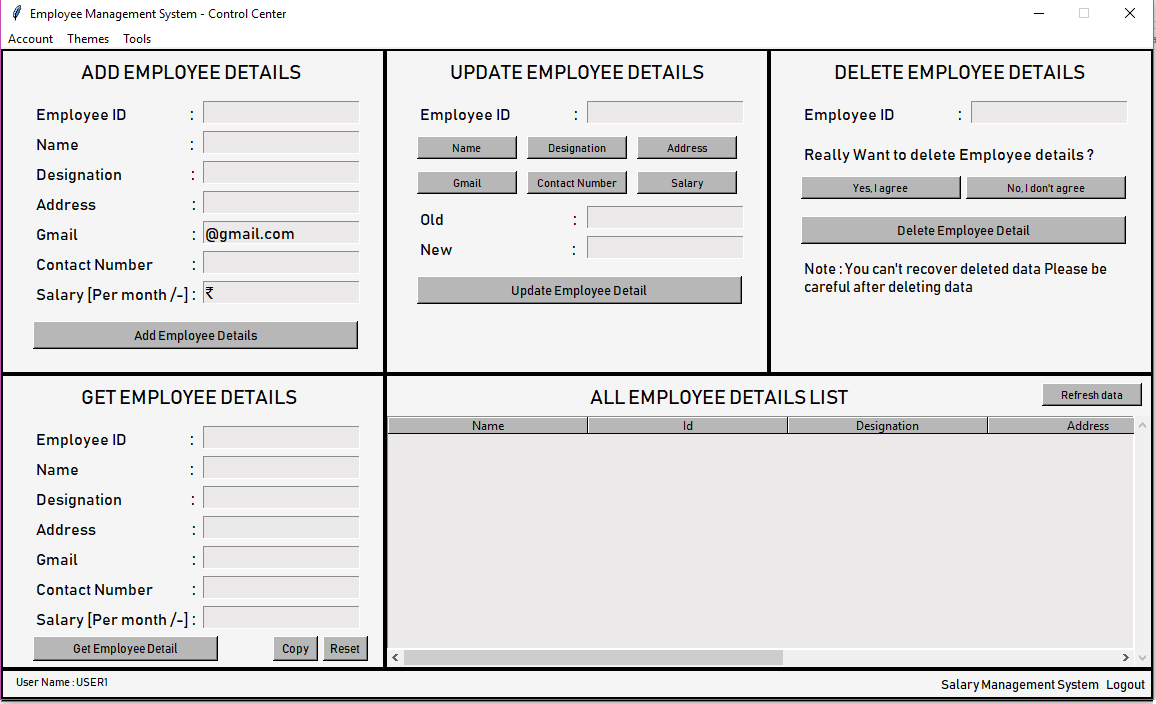 Employee Management System - Control Center
Account Themes Tools
ADD EMPLOYEE DETAILS
Employee ID :
Name :
Designation :
Address :
Gmail : @gmail.com
Contact Number :
Salary [Per month /-] : ₹
Add Employee Details
UPDATE EMPLOYEE DETAILS
Employee ID :
Name Designation Address
Gmail Contact Number Salary
Old :
New :
Update Employee Detail
DELETE EMPLOYEE DETAILS
Employee ID :
Really Want to delete Employee details ?
Yes, I agree No, I don't agree
Delete Employee Detail
Note : You can't recover deleted data Please be
careful after deleting data
GET EMPLOYEE DETAILS
Employee ID :
Name :
Designation :
Address :
Gmail :
Contact Number :
Salary [Per month /-] :
Get Employee Detail Copy Reset
ALL EMPLOYEE DETAILS LIST
Refresh data
Name Id Designation Address
User Name : USER1
Salary Management System Logout